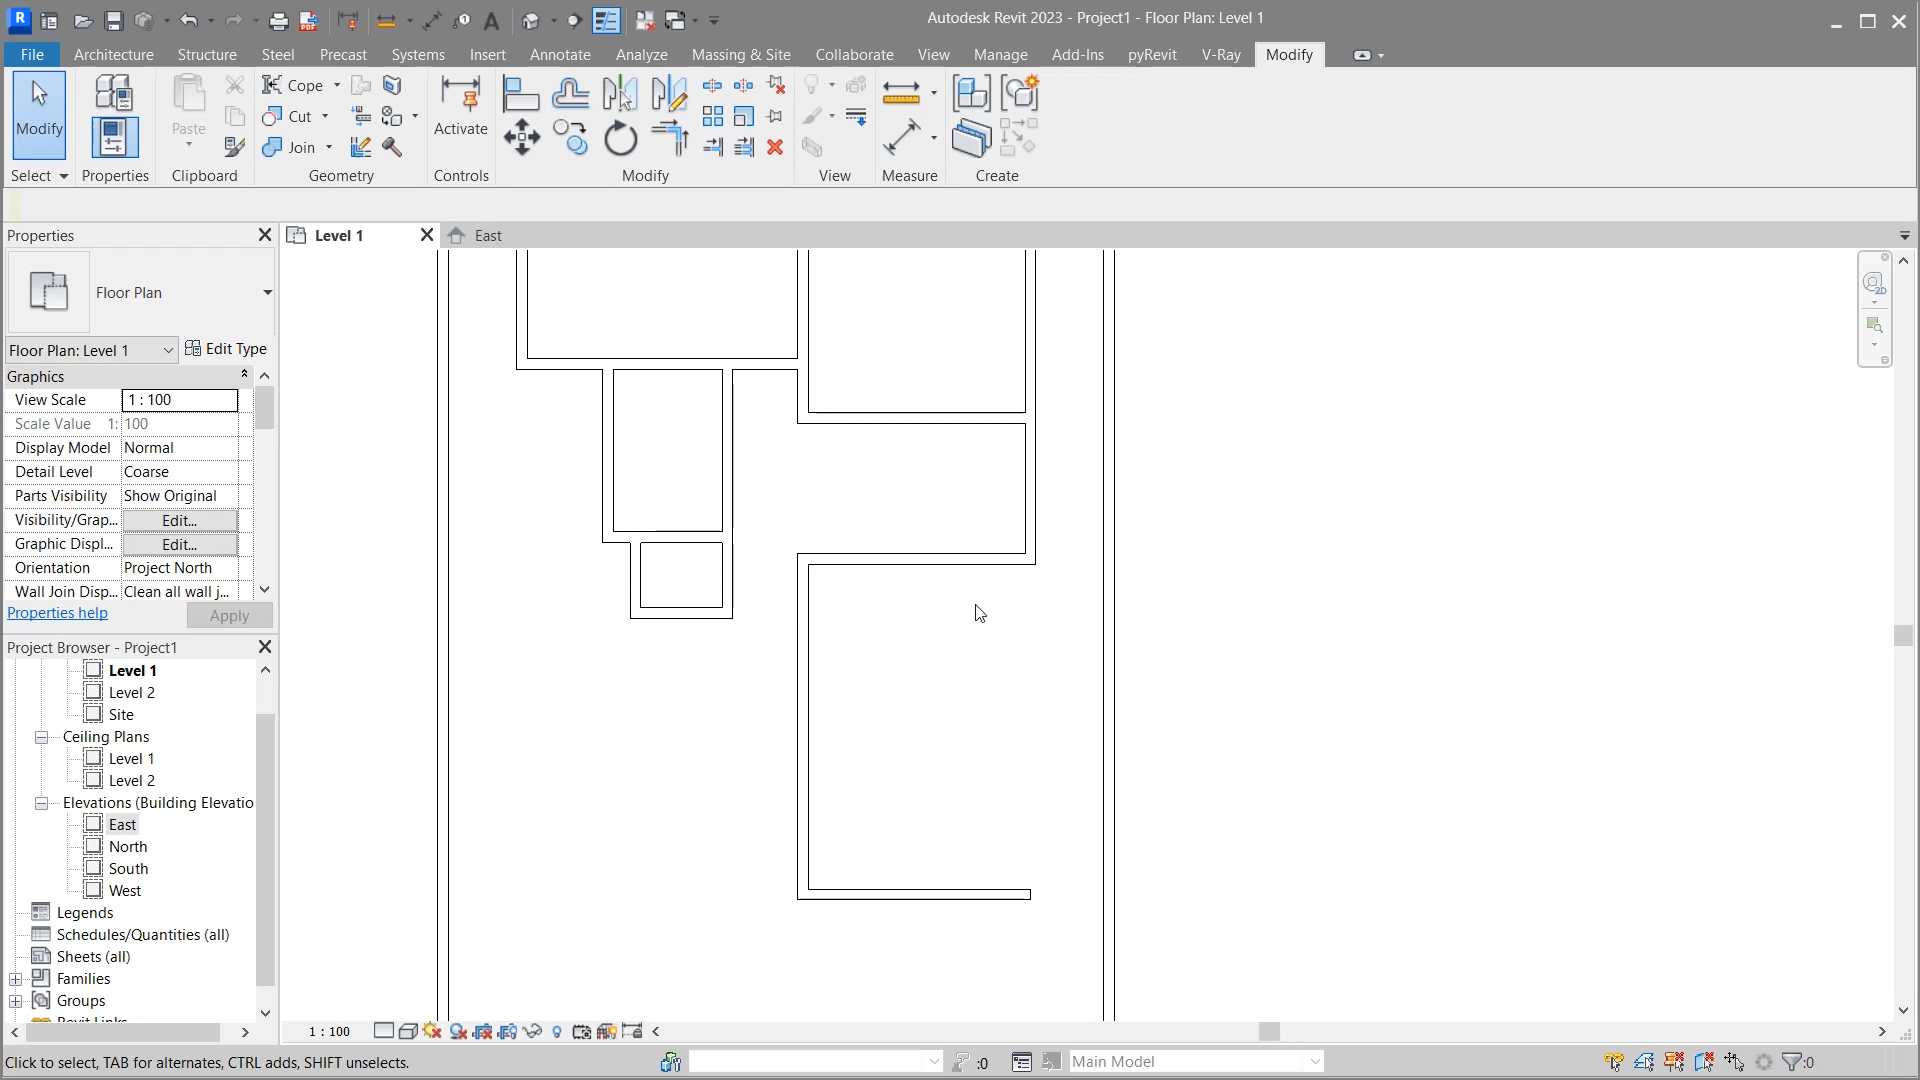 Autodesk Revit 2023 - Project1 - Floor Plan: Level 1
File Architecture Structure Steel Precast Systems Insert Annotate Analyze Massing & Site Collaborate View Manage Add-Ins pyRevit V-Ray Modify
Modify
Paste
Cope
Cut
Join
Activate
Select Properties Clipboard Geometry Controls Modify View Measure Create
Properties
Level 1
East
Floor Plan
Floor Plan: Level 1
Edit Type
Graphics
View Scale 1 : 100
Scale Value 1: 100
Display Model Normal
Detail Level Coarse
Parts Visibility Show Original
Visibility/Grap... Edit...
Graphic Displ... Edit...
Orientation Project North
Wall Join Disp... Clean all wall j...
Properties help
Apply
Project Browser - Project1
Level 1
Level 2
Site
Ceiling Plans
Level 1
Level 2
Elevations (Building Elevatio
East
North
South
West
Legends
Schedules/Quantities (all)
Sheets (all)
Families
Groups
Revit Links
1 : 100
Click to select, TAB for alternates, CTRL adds, SHIFT unselects.
:0
Main Model
:0
2D